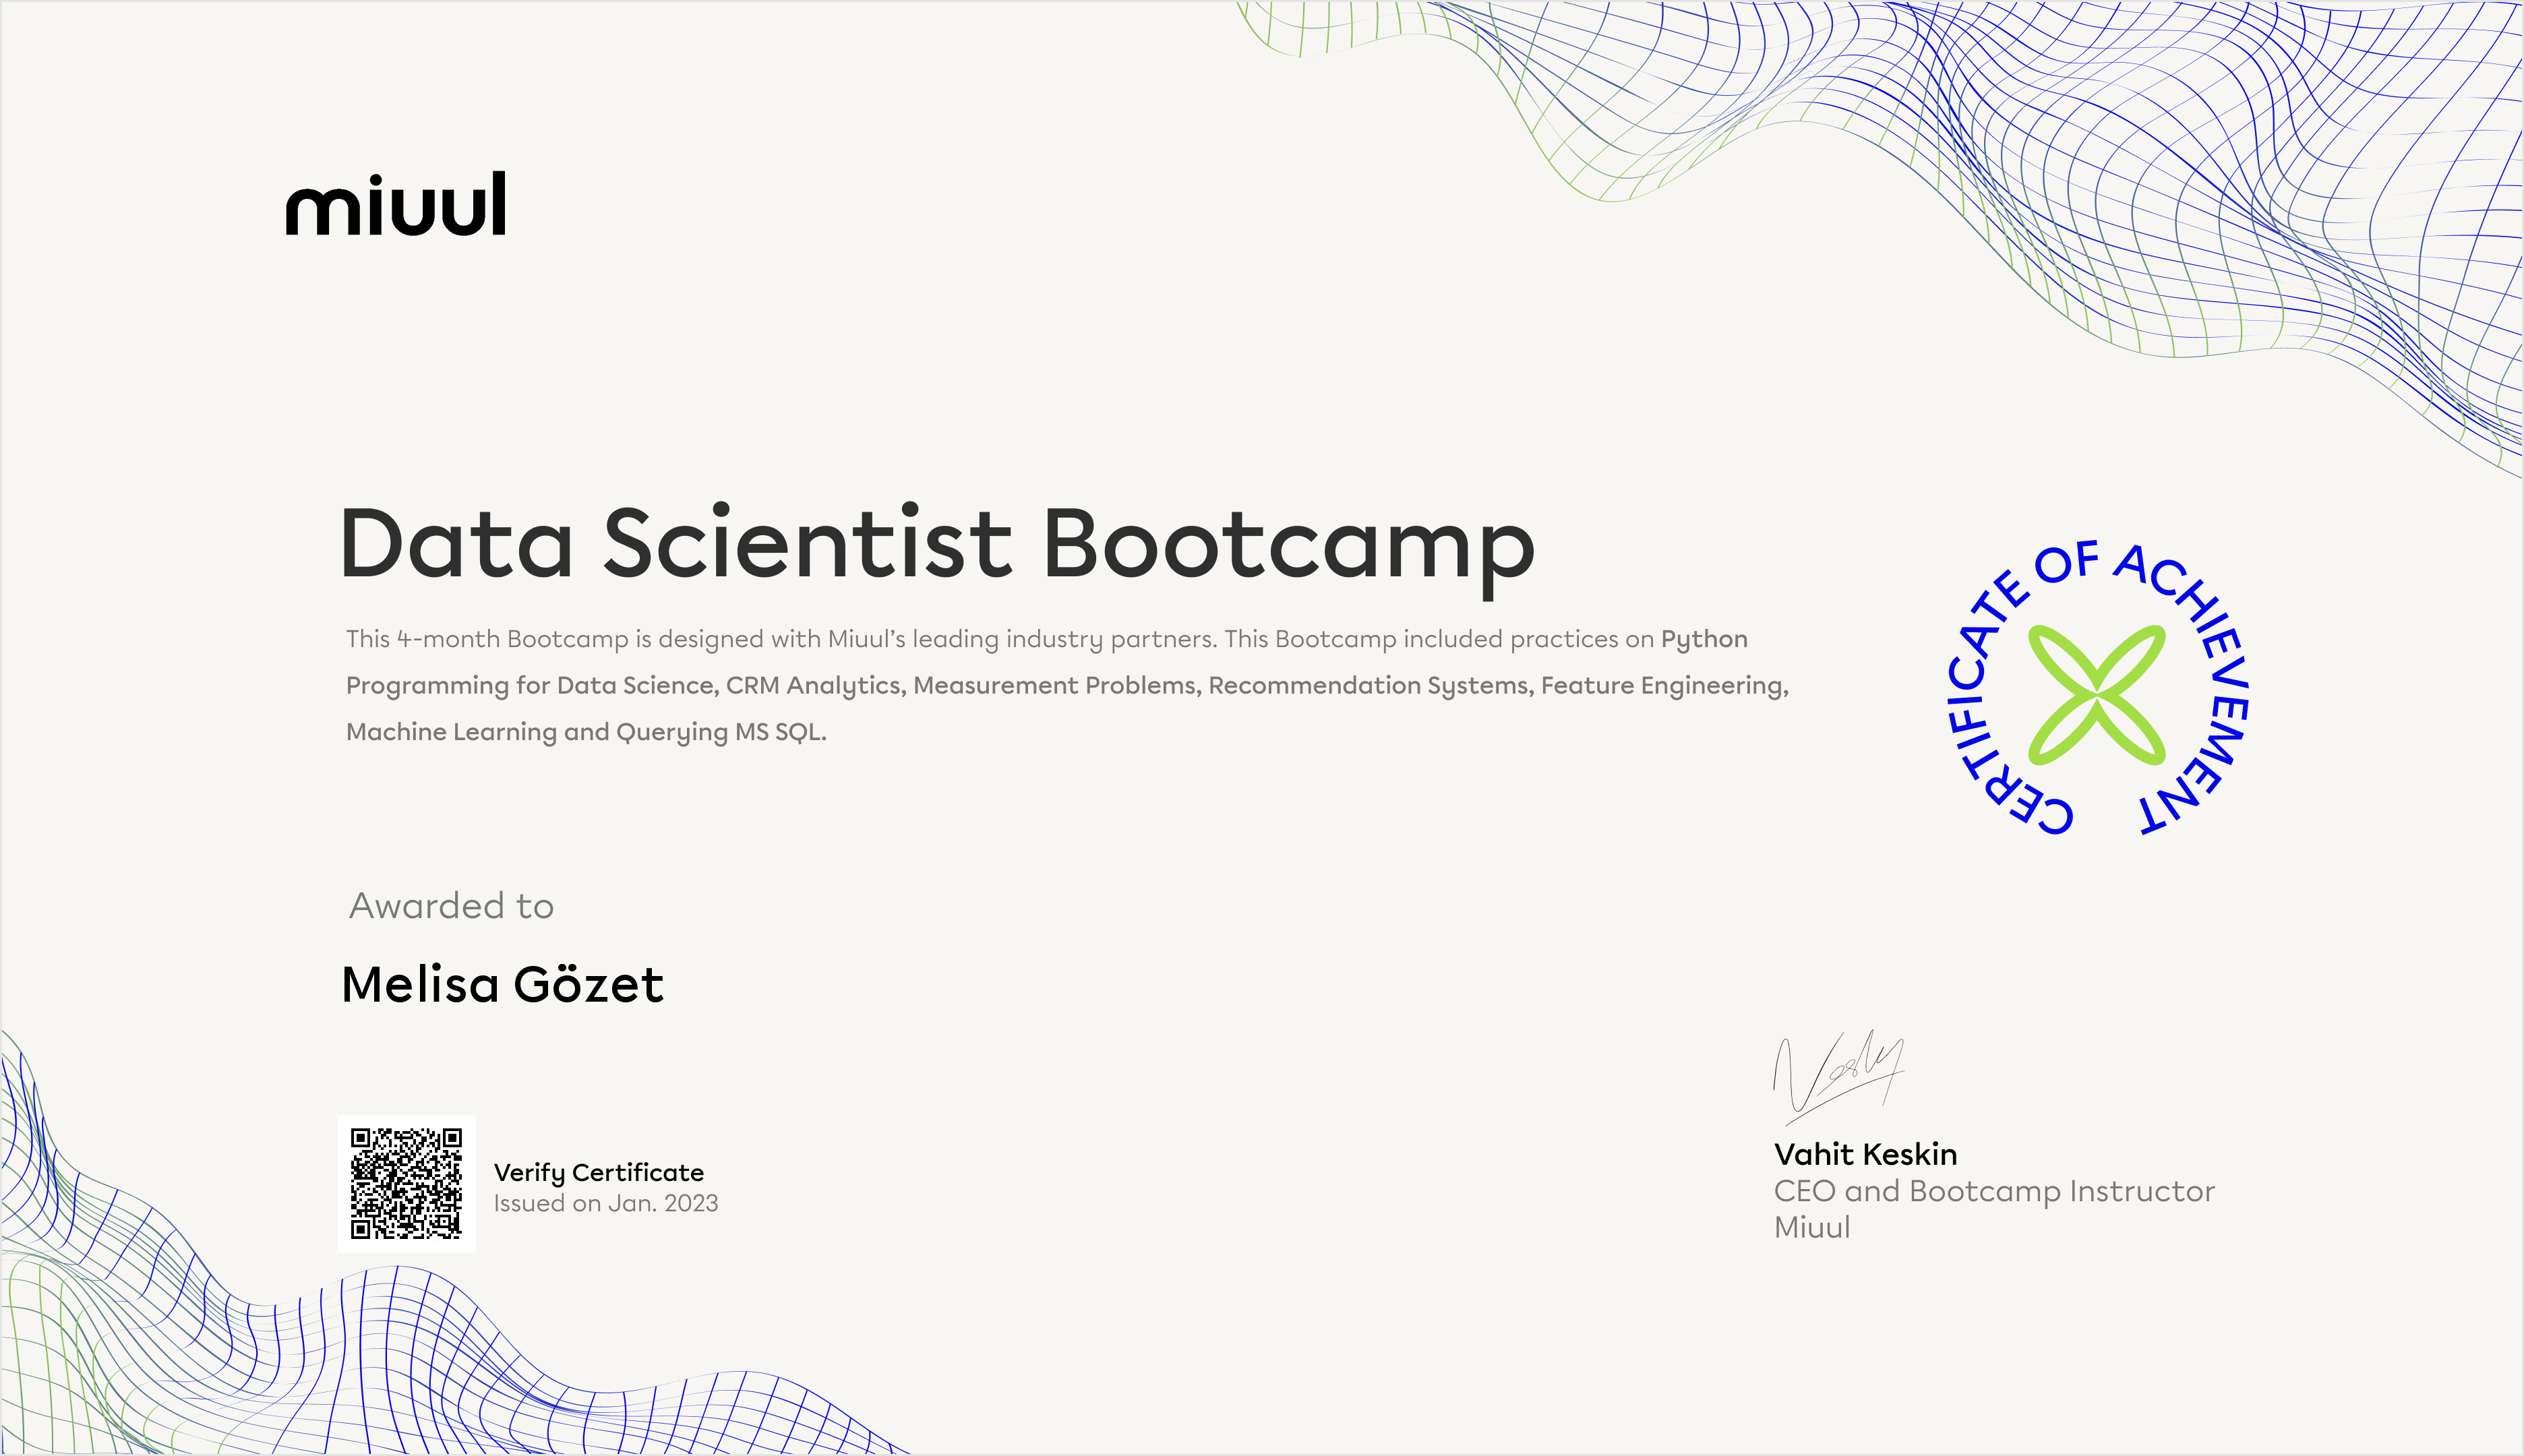 miuul
Data Scientist Bootcamp
This 4-month Bootcamp is designed with Miuul’s leading industry partners. This Bootcamp included practices on Python
Programming for Data Science, CRM Analytics, Measurement Problems, Recommendation Systems, Feature Engineering,
Machine Learning and Querying MS SQL.
CERTIFICATE OF ACHIEVEMENT
Awarded to
Melisa Gözet
Verify Certificate
Issued on Jan. 2023
Vahit Keskin
CEO and Bootcamp Instructor
Miuul